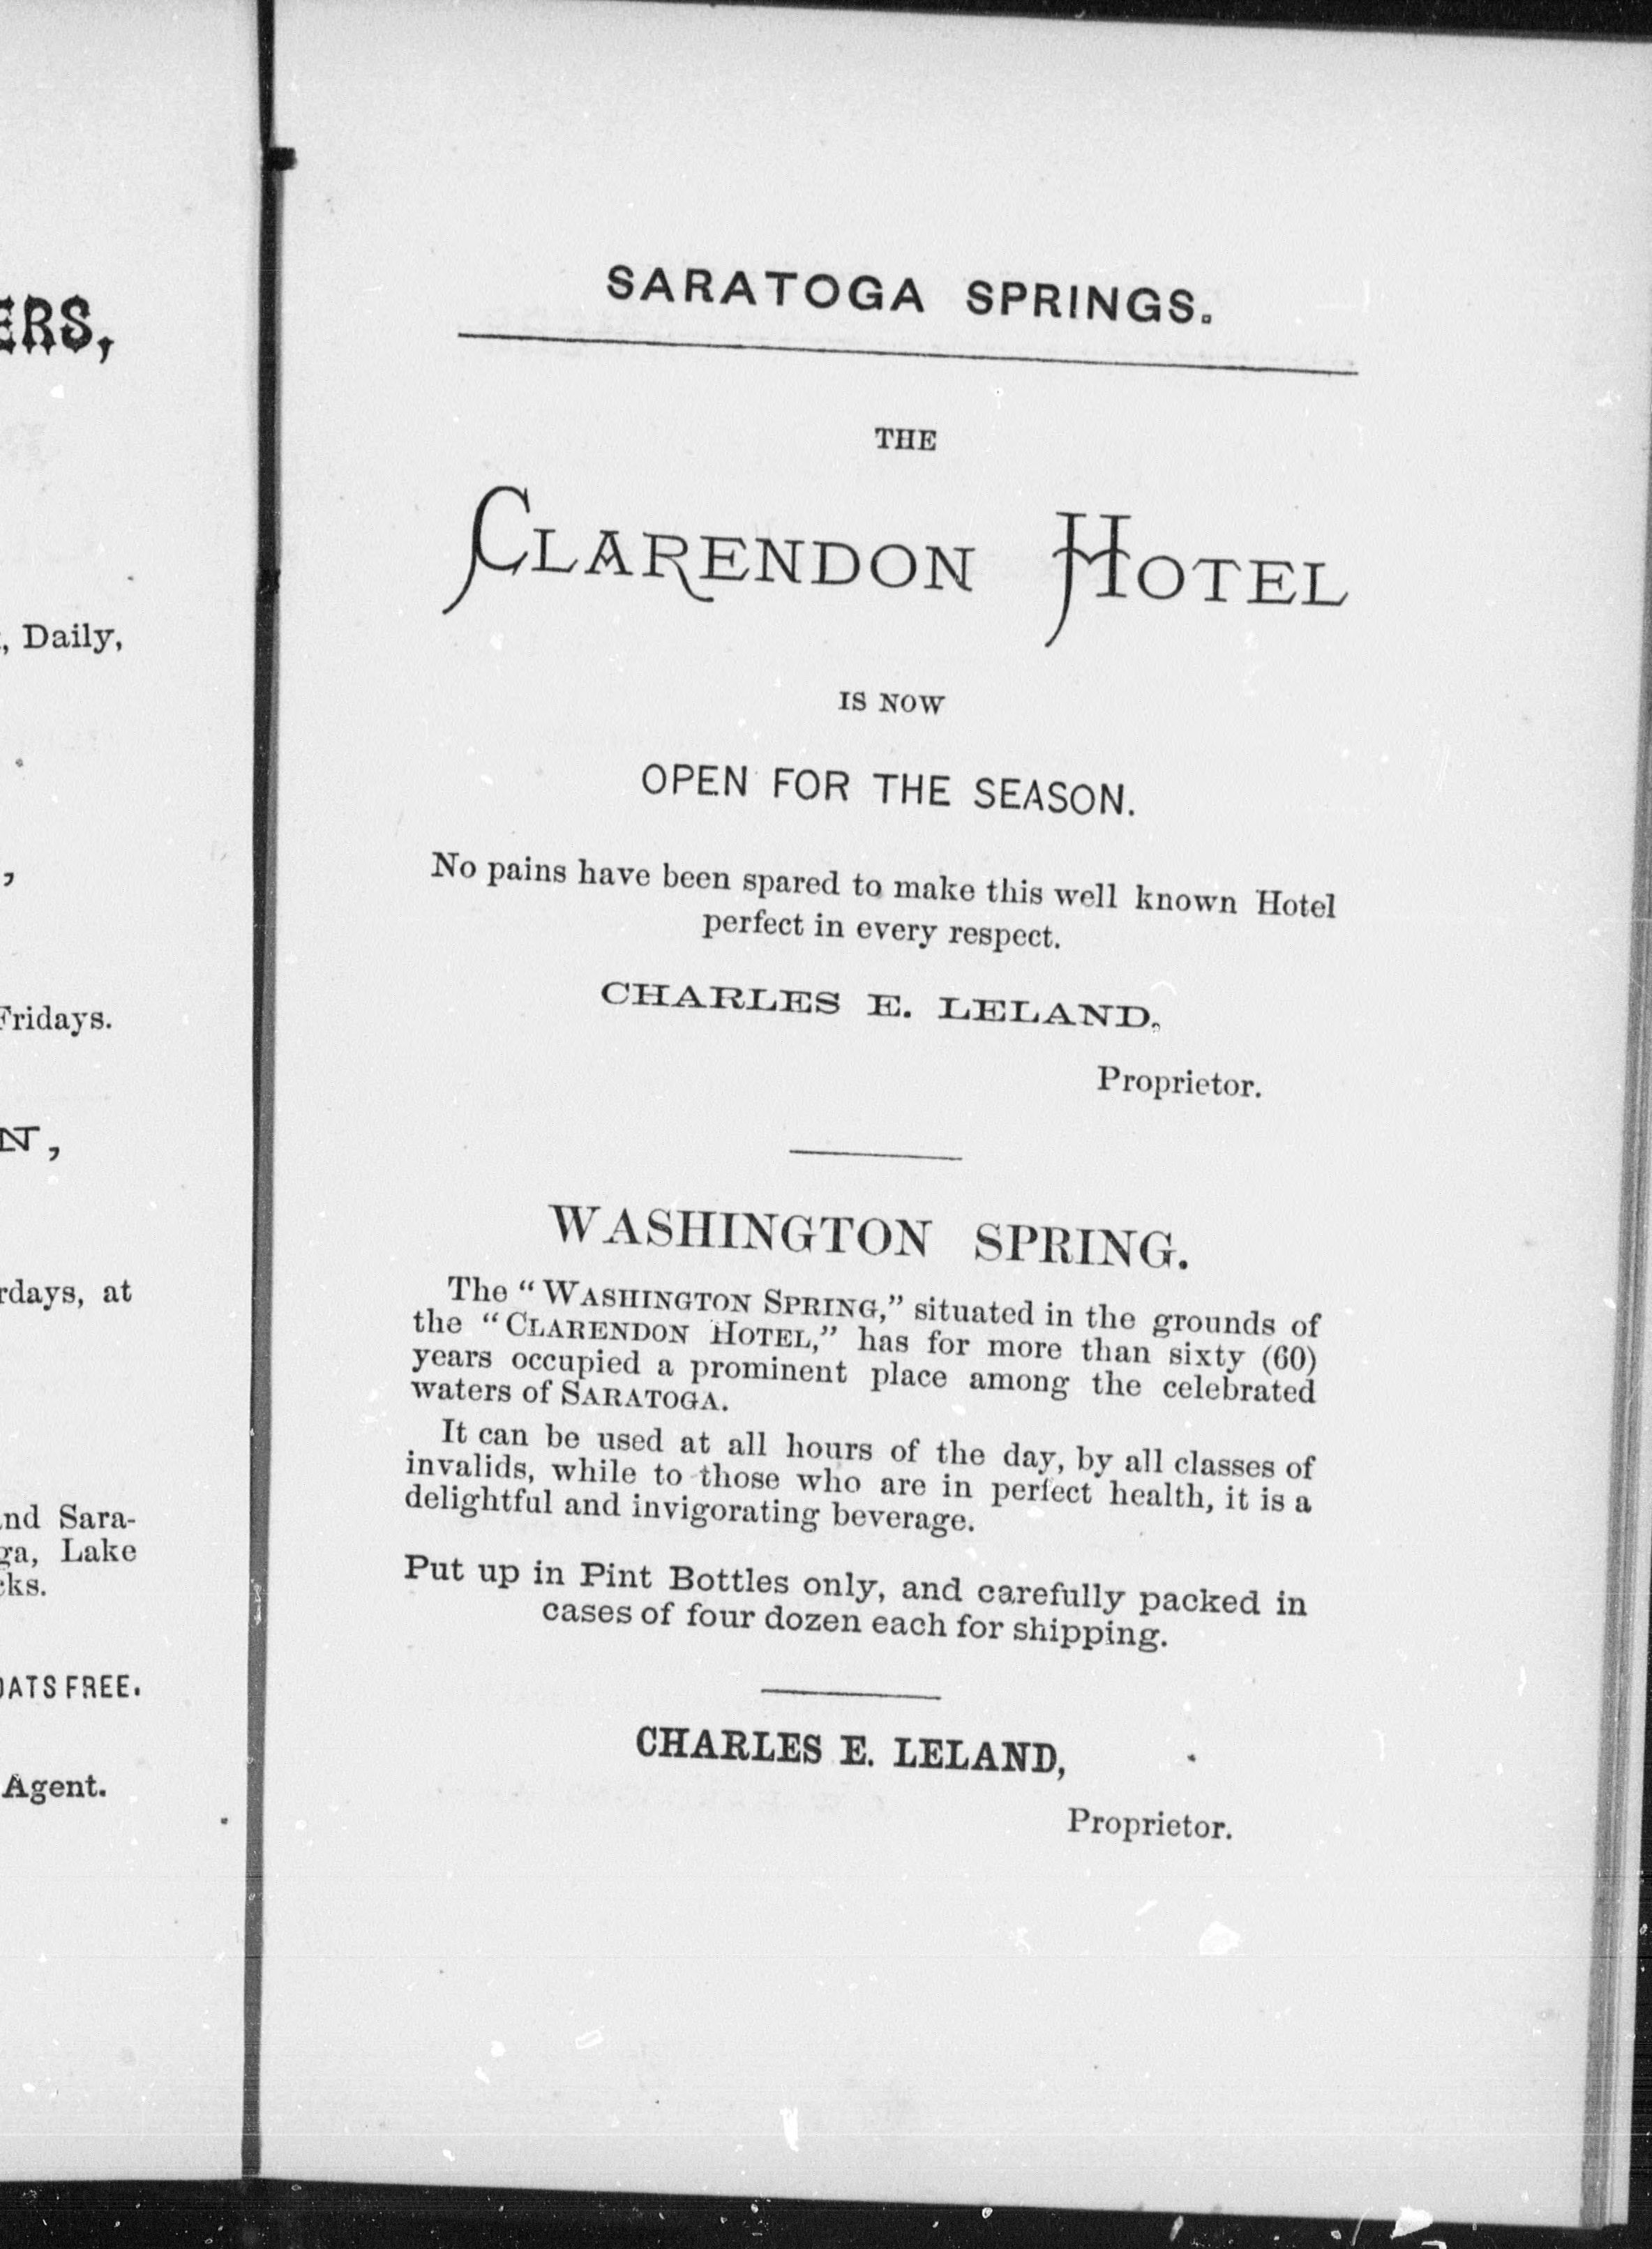 ERS,
, Daily,
,
Fridays.
N,
rdays, at
and Sara-
ga, Lake
cks.
OATS FREE.
Agent.
SARATOGA SPRINGS.
THE
CLARENDON HOTEL
IS NOW
OPEN FOR THE SEASON.
No pains have been spared to make this well known Hotel
perfect in every respect.
CHARLES E. LELAND,
Proprietor.
WASHINGTON SPRING.
The "WASHINGTON SPRING," situated in the grounds of
the "CLARENDON HOTEL," has for more than sixty (60)
years occupied a prominent place among the celebrated
waters of SARATOGA.
It can be used at all hours of the day, by all classes of
invalids, while to those who are in perfect health, it is a
delightful and invigorating beverage.
Put up in Pint Bottles only, and carefully packed in
cases of four dozen each for shipping.
CHARLES E. LELAND,
Proprietor.